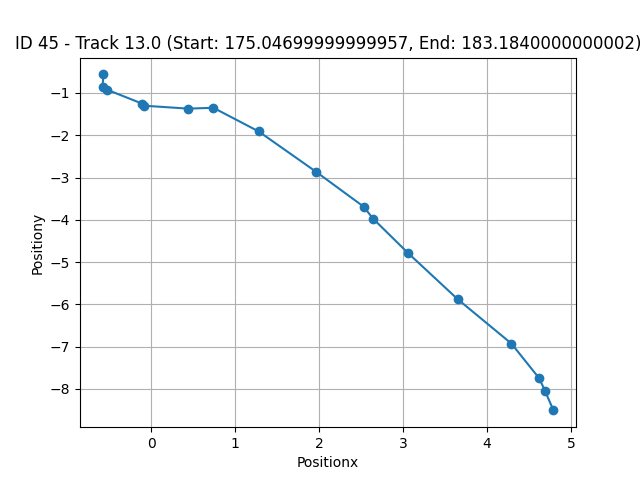 ID 45 - Track 13.0 (Start: 175.04699999999957, End: 183.1840000000002)
Positiony
−1
−2
−3
−4
−5
−6
−7
−8
0 1 2 3 4 5
Positionx